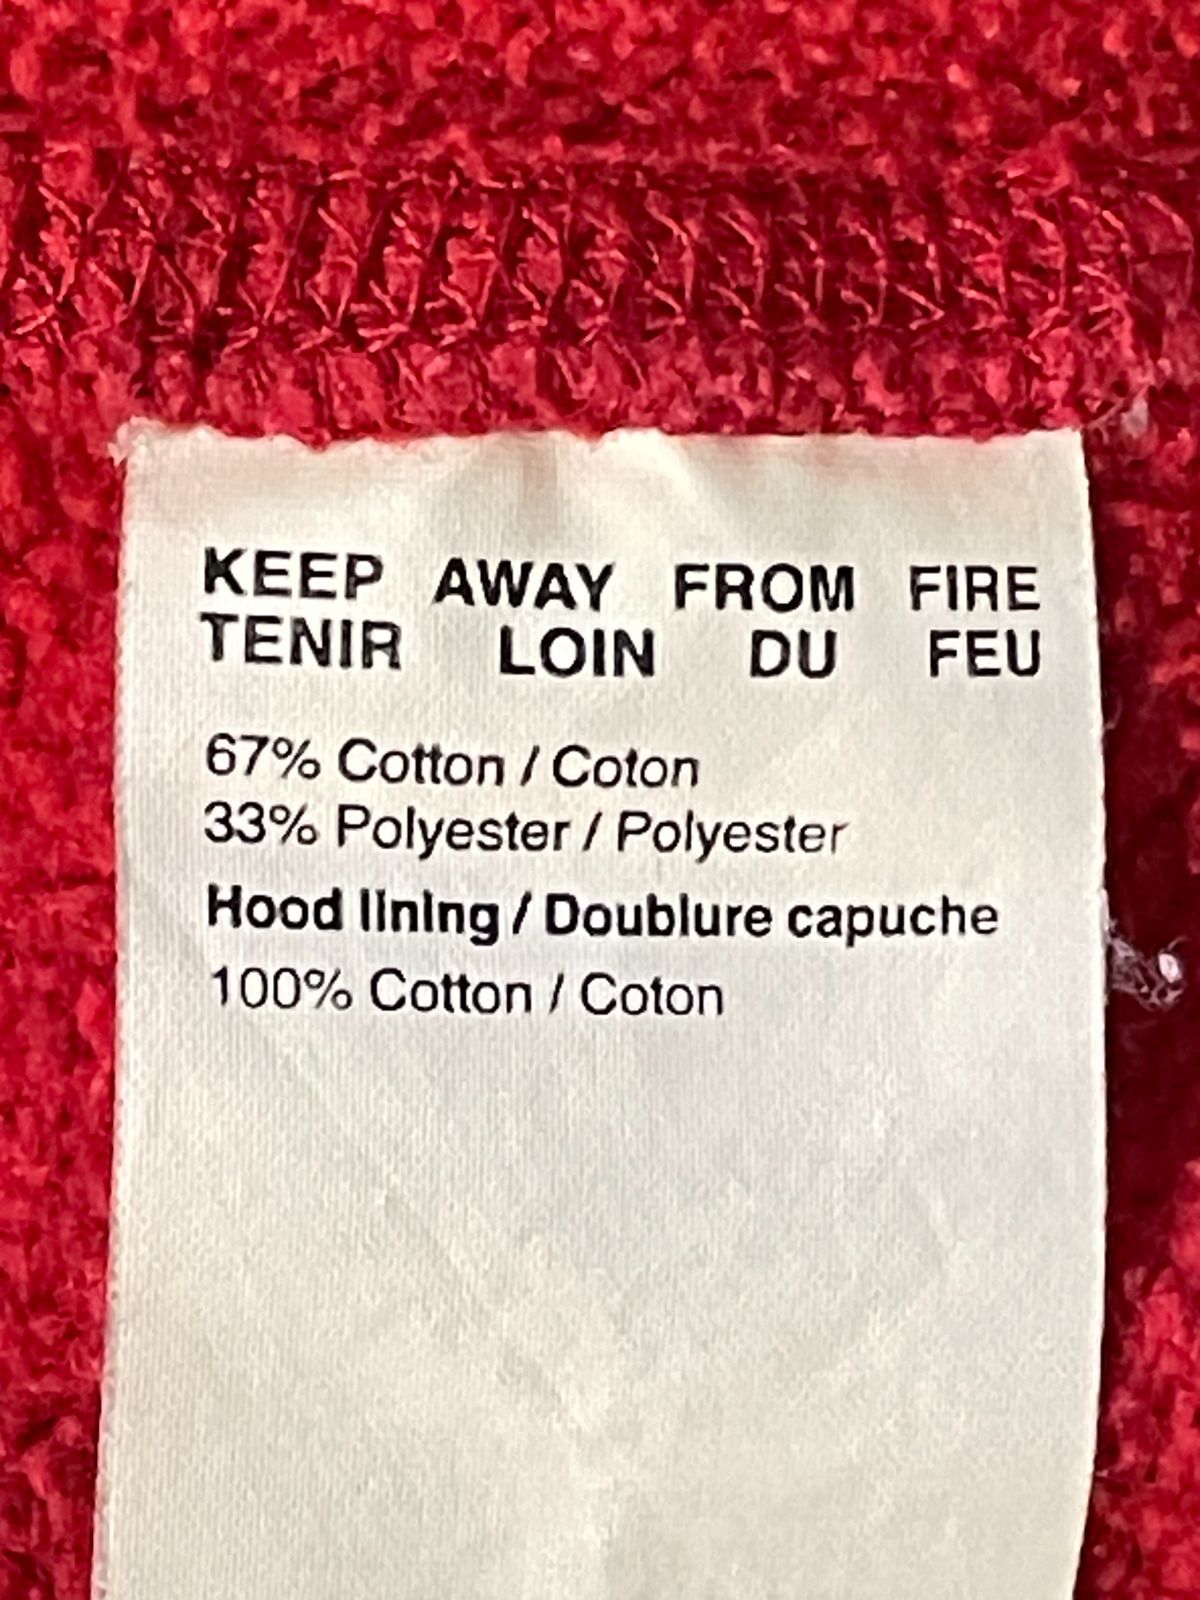 KEEP AWAY FROM FIRE
TENIR LOIN DU FEU
67% Cotton / Coton
33% Polyester / Polyester
Hood lining / Doublure capuche
100% Cotton / Coton